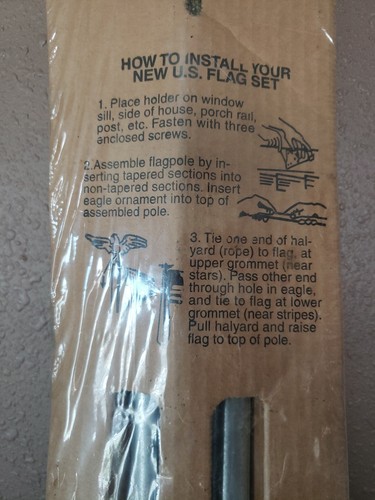 HOW TO INSTALL YOUR
NEW U.S. FLAG SET
1. Place holder on window
sill, side of house, porch rail,
post, etc. Fasten with three
enclosed screws.
2.Assemble flagpole by in-
serting tapered sections into
non-tapered sections. Insert
eagle ornament into top of
assembled pole.
3. Tie one end of hal-
yard (rope) to flag, at
upper grommet (near
stars). Pass other end
through hole in eagle,
and tie to flag at lower
grommet (near stripes).
Pull halyard and raise
flag to top of pole.